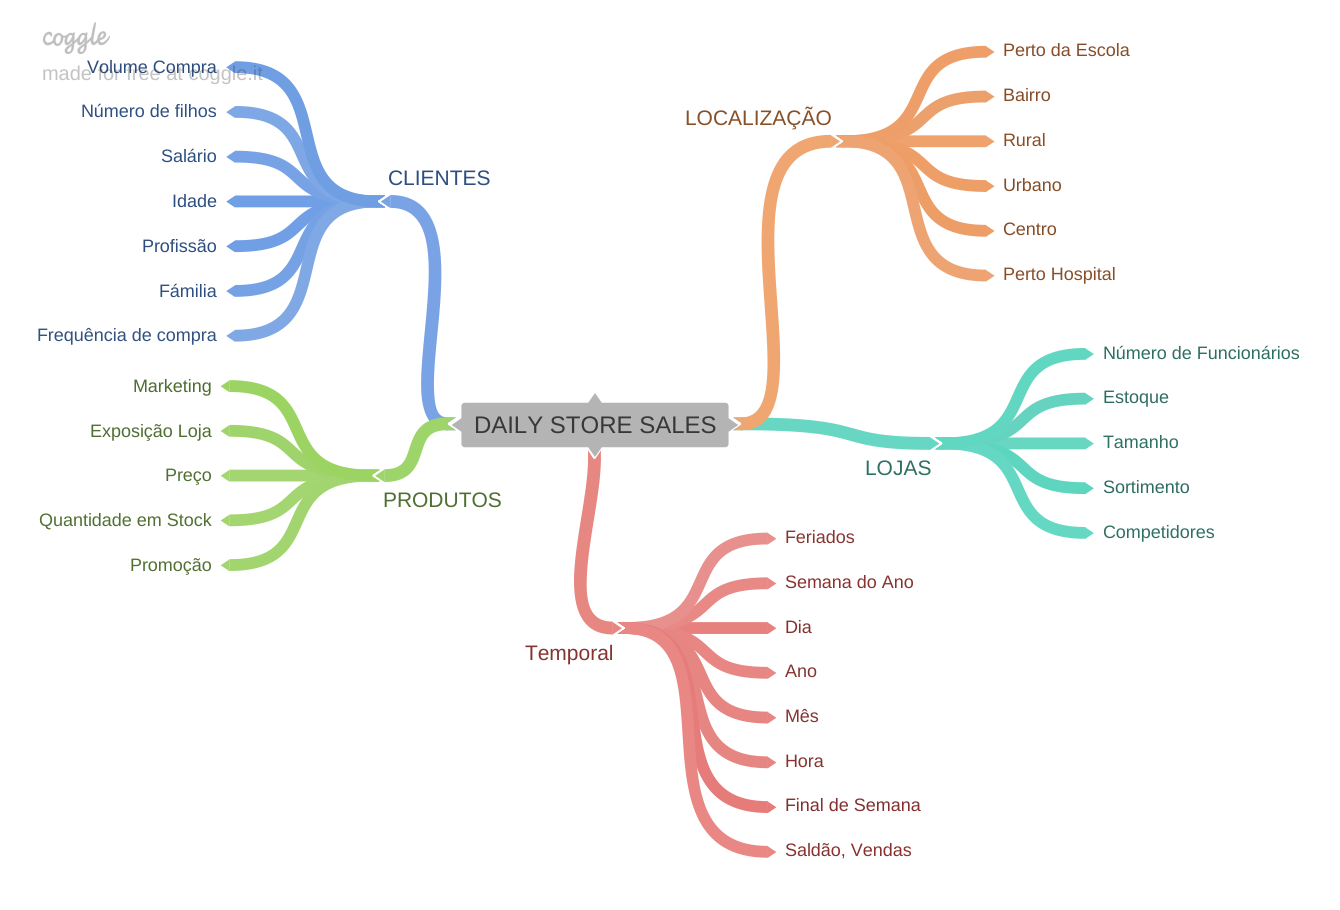 coggle
made for free at coggle.it
Volume Compra
Número de filhos
Salário
Idade
Profissão
Fámilia
Frequência de compra
CLIENTES
Marketing
Exposição Loja
Preço
Quantidade em Stock
Promoção
PRODUTOS
DAILY STORE SALES
LOCALIZAÇÃO
Perto da Escola
Bairro
Rural
Urbano
Centro
Perto Hospital
LOJAS
Número de Funcionários
Estoque
Tamanho
Sortimento
Competidores
Temporal
Feriados
Semana do Ano
Dia
Ano
Mês
Hora
Final de Semana
Saldão, Vendas